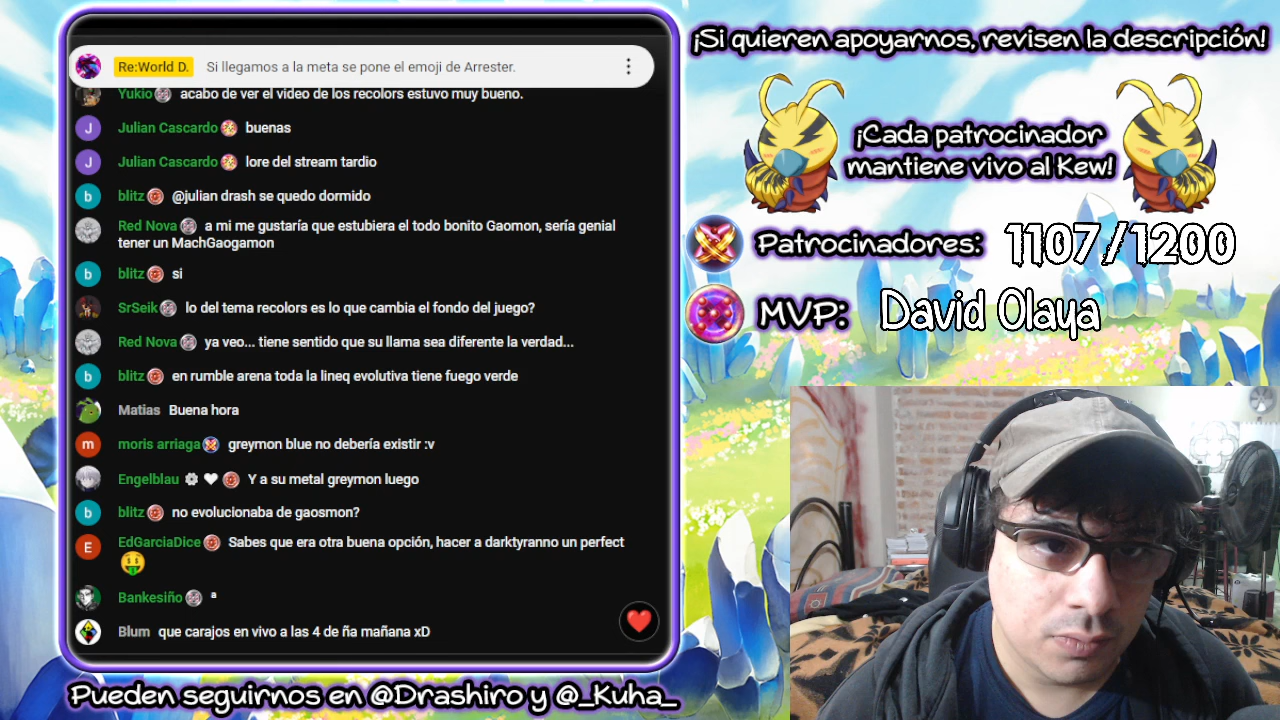 Re:World D. Si llegamos a la meta se pone el emoji de Arrester.
Yukio acabo de ver el video de los recolors estuvo muy bueno.
J Julian Cascardo buenas
J Julian Cascardo lore del stream tardio
b blitz @julian drash se quedo dormido
Red Nova a mi me gustaría que estubiera el todo bonito Gaomon, sería genial
tener un MachGaogamon
b blitz si
SrSeik lo del tema recolors es lo que cambia el fondo del juego?
Red Nova ya veo... tiene sentido que su llama sea diferente la verdad...
b blitz en rumble arena toda la lineq evolutiva tiene fuego verde
Matias Buena hora
m moris arriaga greymon blue no debería existir :v
Engelblau Y a su metal greymon luego
b blitz no evolucionaba de gaosmon?
E EdGarciaDice Sabes que era otra buena opción, hacer a darktyranno un perfect
Bankesiño ª
Blum que carajos en vivo a las 4 de ña mañana xD
Pueden seguirnos en @Drashiro y @_Kuha_
¡Si quieren apoyarnos, revisen la descripción!
¡Cada patrocinador
mantiene vivo al Kew!
Patrocinadores: 1107/1200
MVP: David Olaya